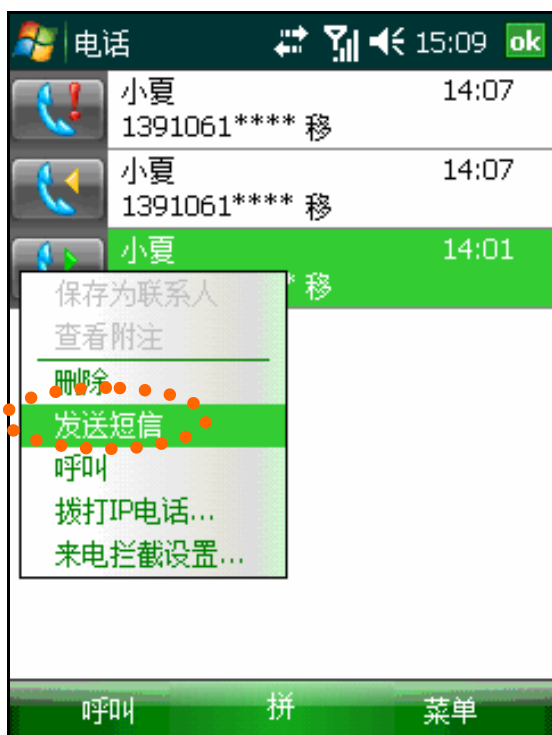 电话 15:09 ok
小夏 14:07
1391061**** 移
小夏 14:07
1391061**** 移
小夏 14:01
* 移
保存为联系人
查看附注
删除
发送短信
呼叫
拨打IP电话...
来电拦截设置...
呼叫 拼 菜单